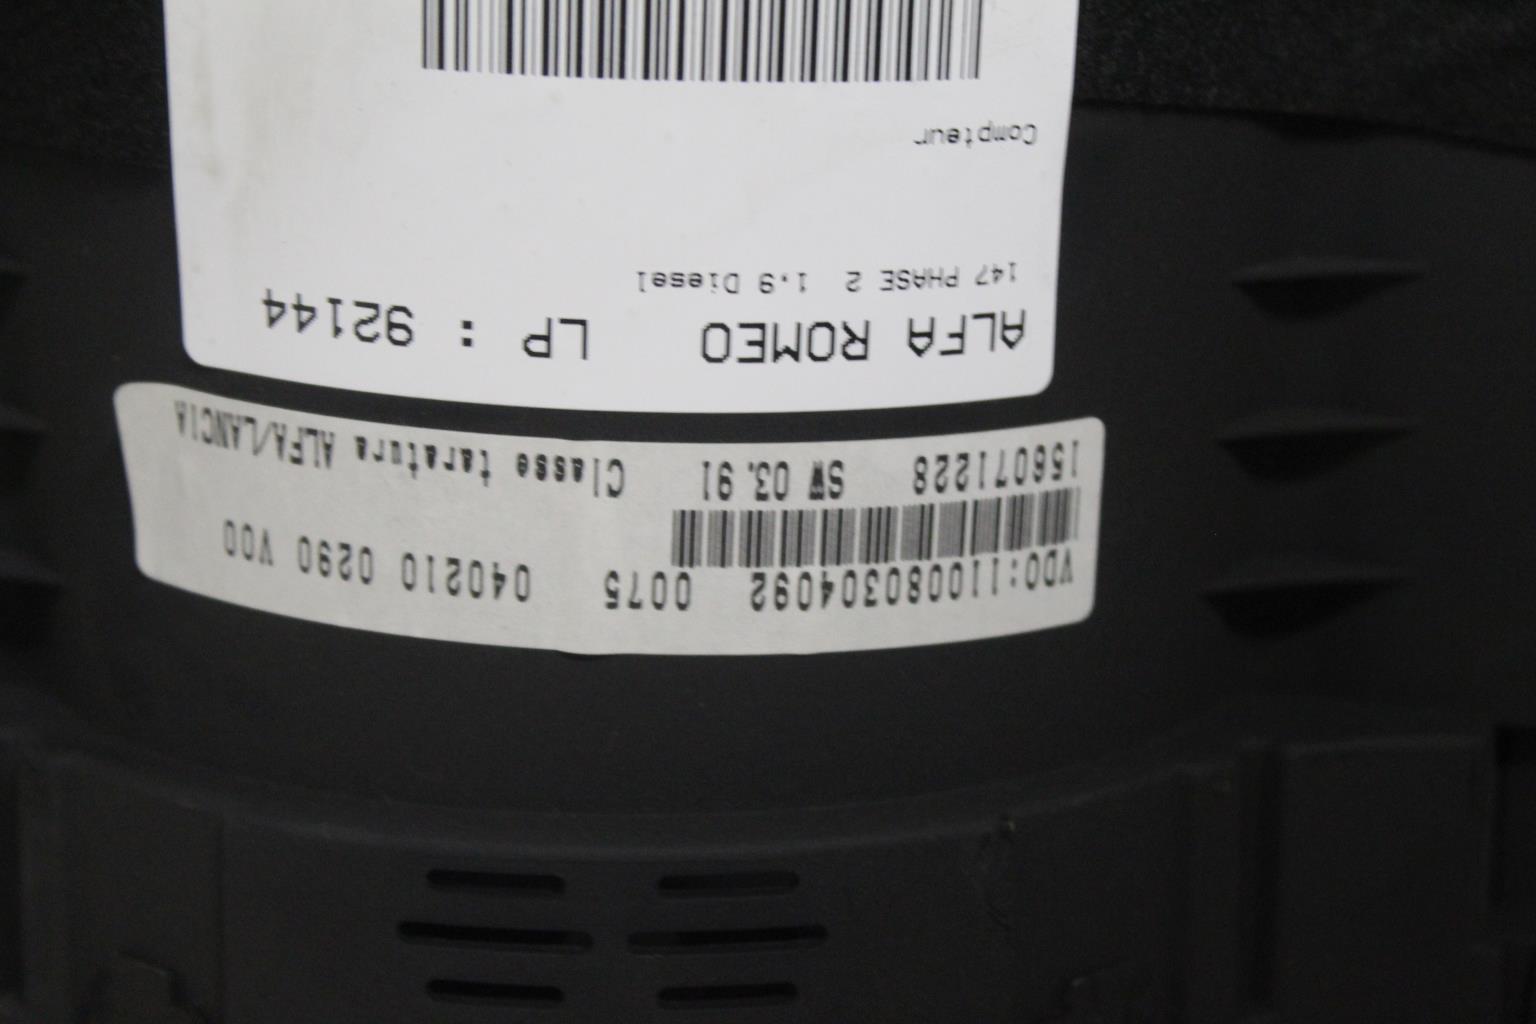 VDO:110080304092 0075 040210 0290 V00
156071228 SW 03.91 Classe taratura ALFA/LANCIA
ALFA ROMEO LP : 92144
147 PHASE 2 1.9 Diesel
Compteur